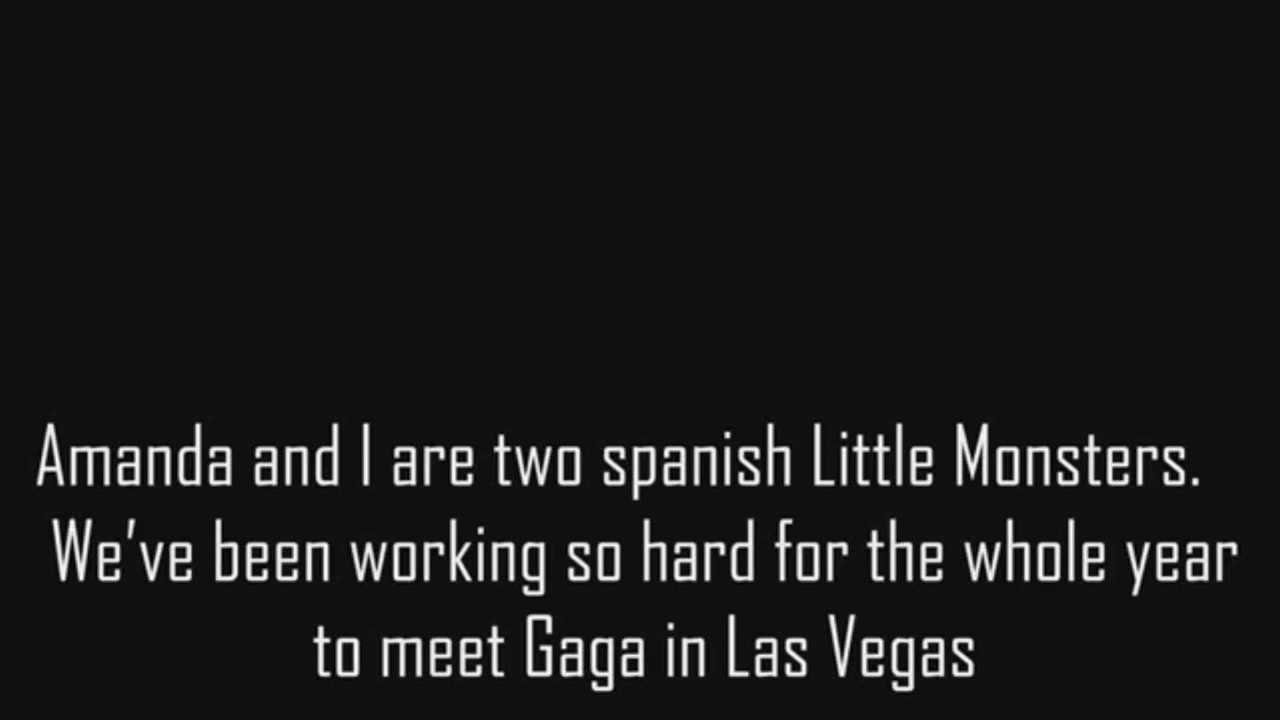 Amanda and I are two spanish Little Monsters.
We've been working so hard for the whole year
to meet Gaga in Las Vegas